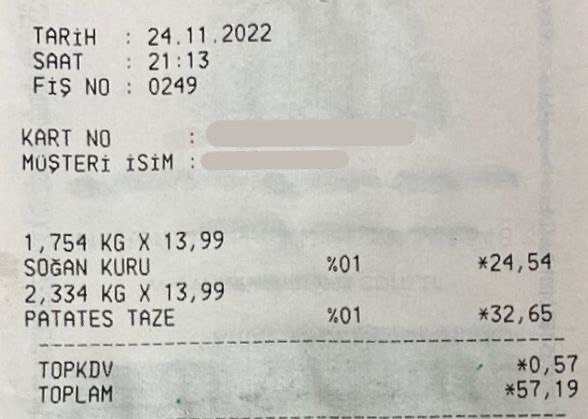 TARİH : 24.11.2022
SAAT : 21:13
FİŞ NO : 0249
KART NO :
MÜŞTERİ İSİM :
1,754 KG X 13,99
SOĞAN KURU %01 *24,54
2,334 KG X 13,99
PATATES TAZE %01 *32,65
TOPKDV *0,57
TOPLAM *57,19